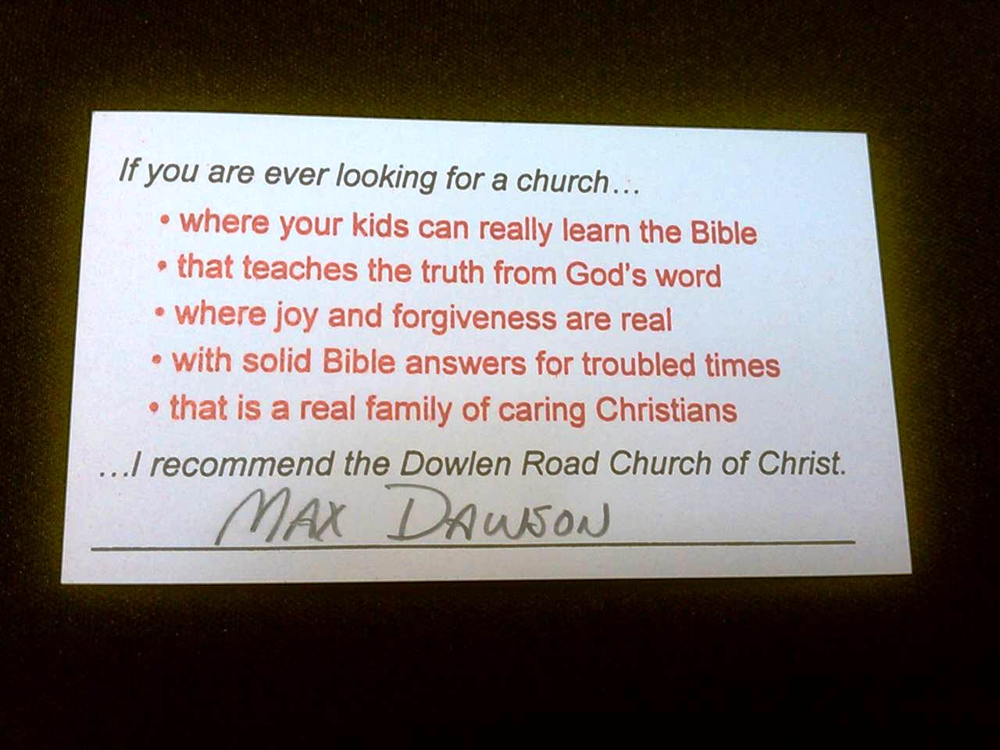 If you are ever looking for a church...
• where your kids can really learn the Bible
• that teaches the truth from God's word
• where joy and forgiveness are real
• with solid Bible answers for troubled times
• that is a real family of caring Christians
...I recommend the Dowlen Road Church of Christ.
MAX DAWSON